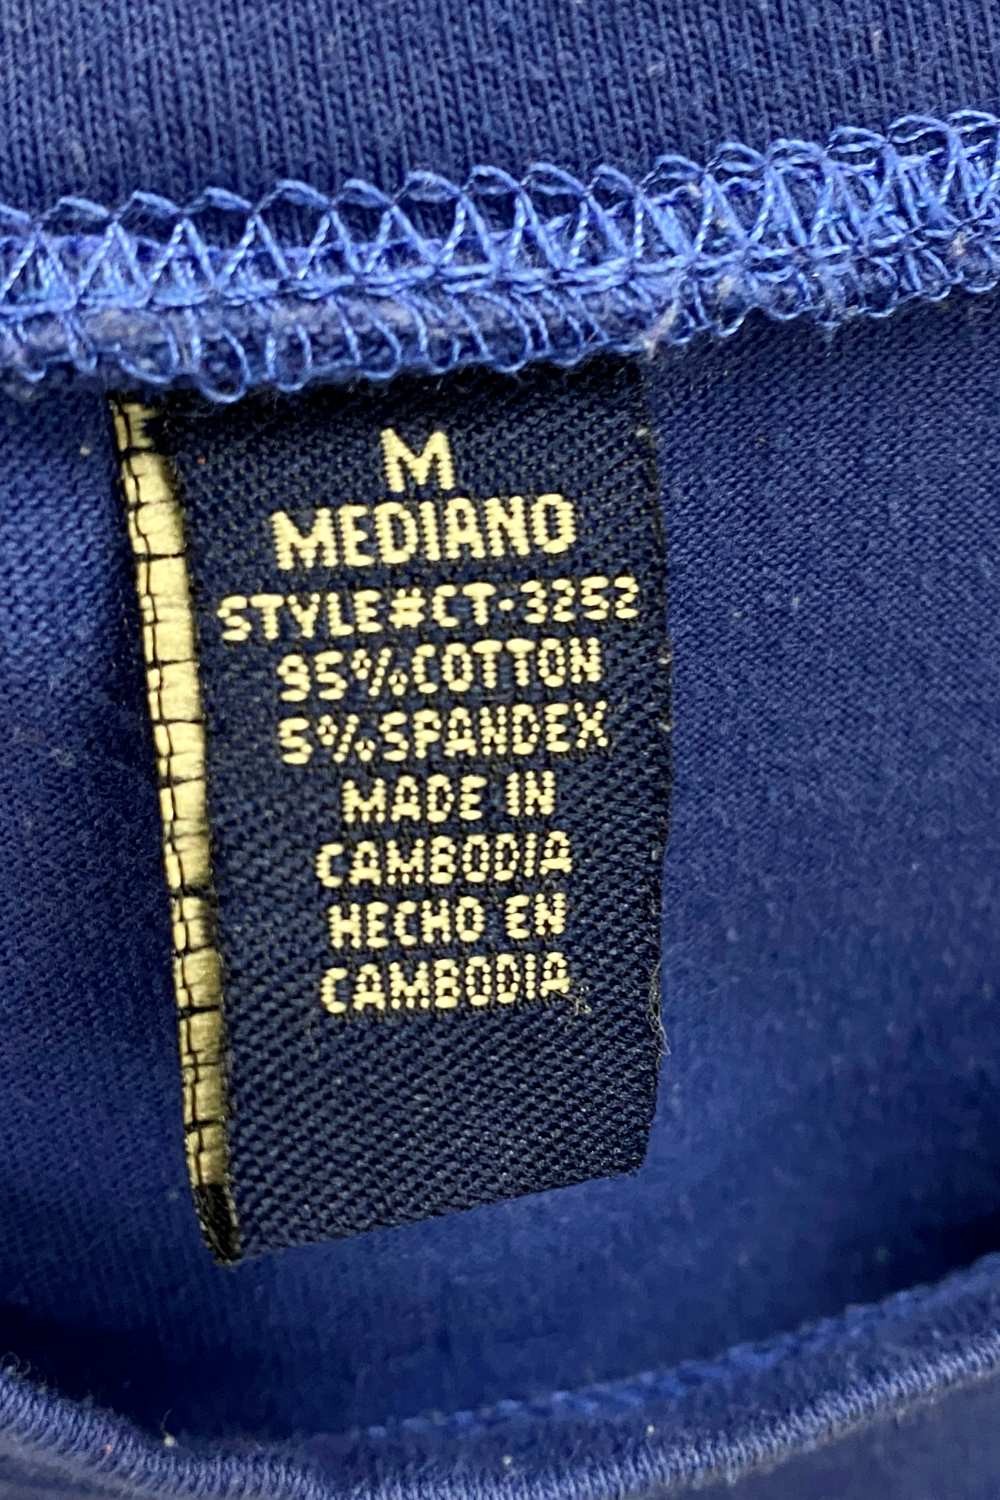 M
MEDIANO
STYLE#CT-3252
95%COTTON
5%SPANDEX
MADE IN
CAMBODIA
HECHO EN
CAMBODIA